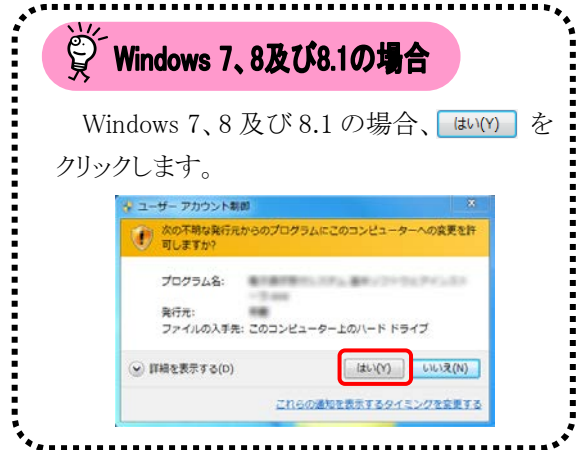 Windows 7、8及び8.1の場合
Windows 7、8 及び 8.1 の場合、 はい(Y) を
クリックします。
ユーザー アカウント制御
次の不明な発行元からのプログラムにこのコンピューターへの変更を許
可しますか?
プログラム名:
発行元:
ファイルの入手先: このコンピューター上のハード ドライブ
詳細を表示する(D) はい(Y) いいえ(N)
これらの通知を表示するタイミングを変更する